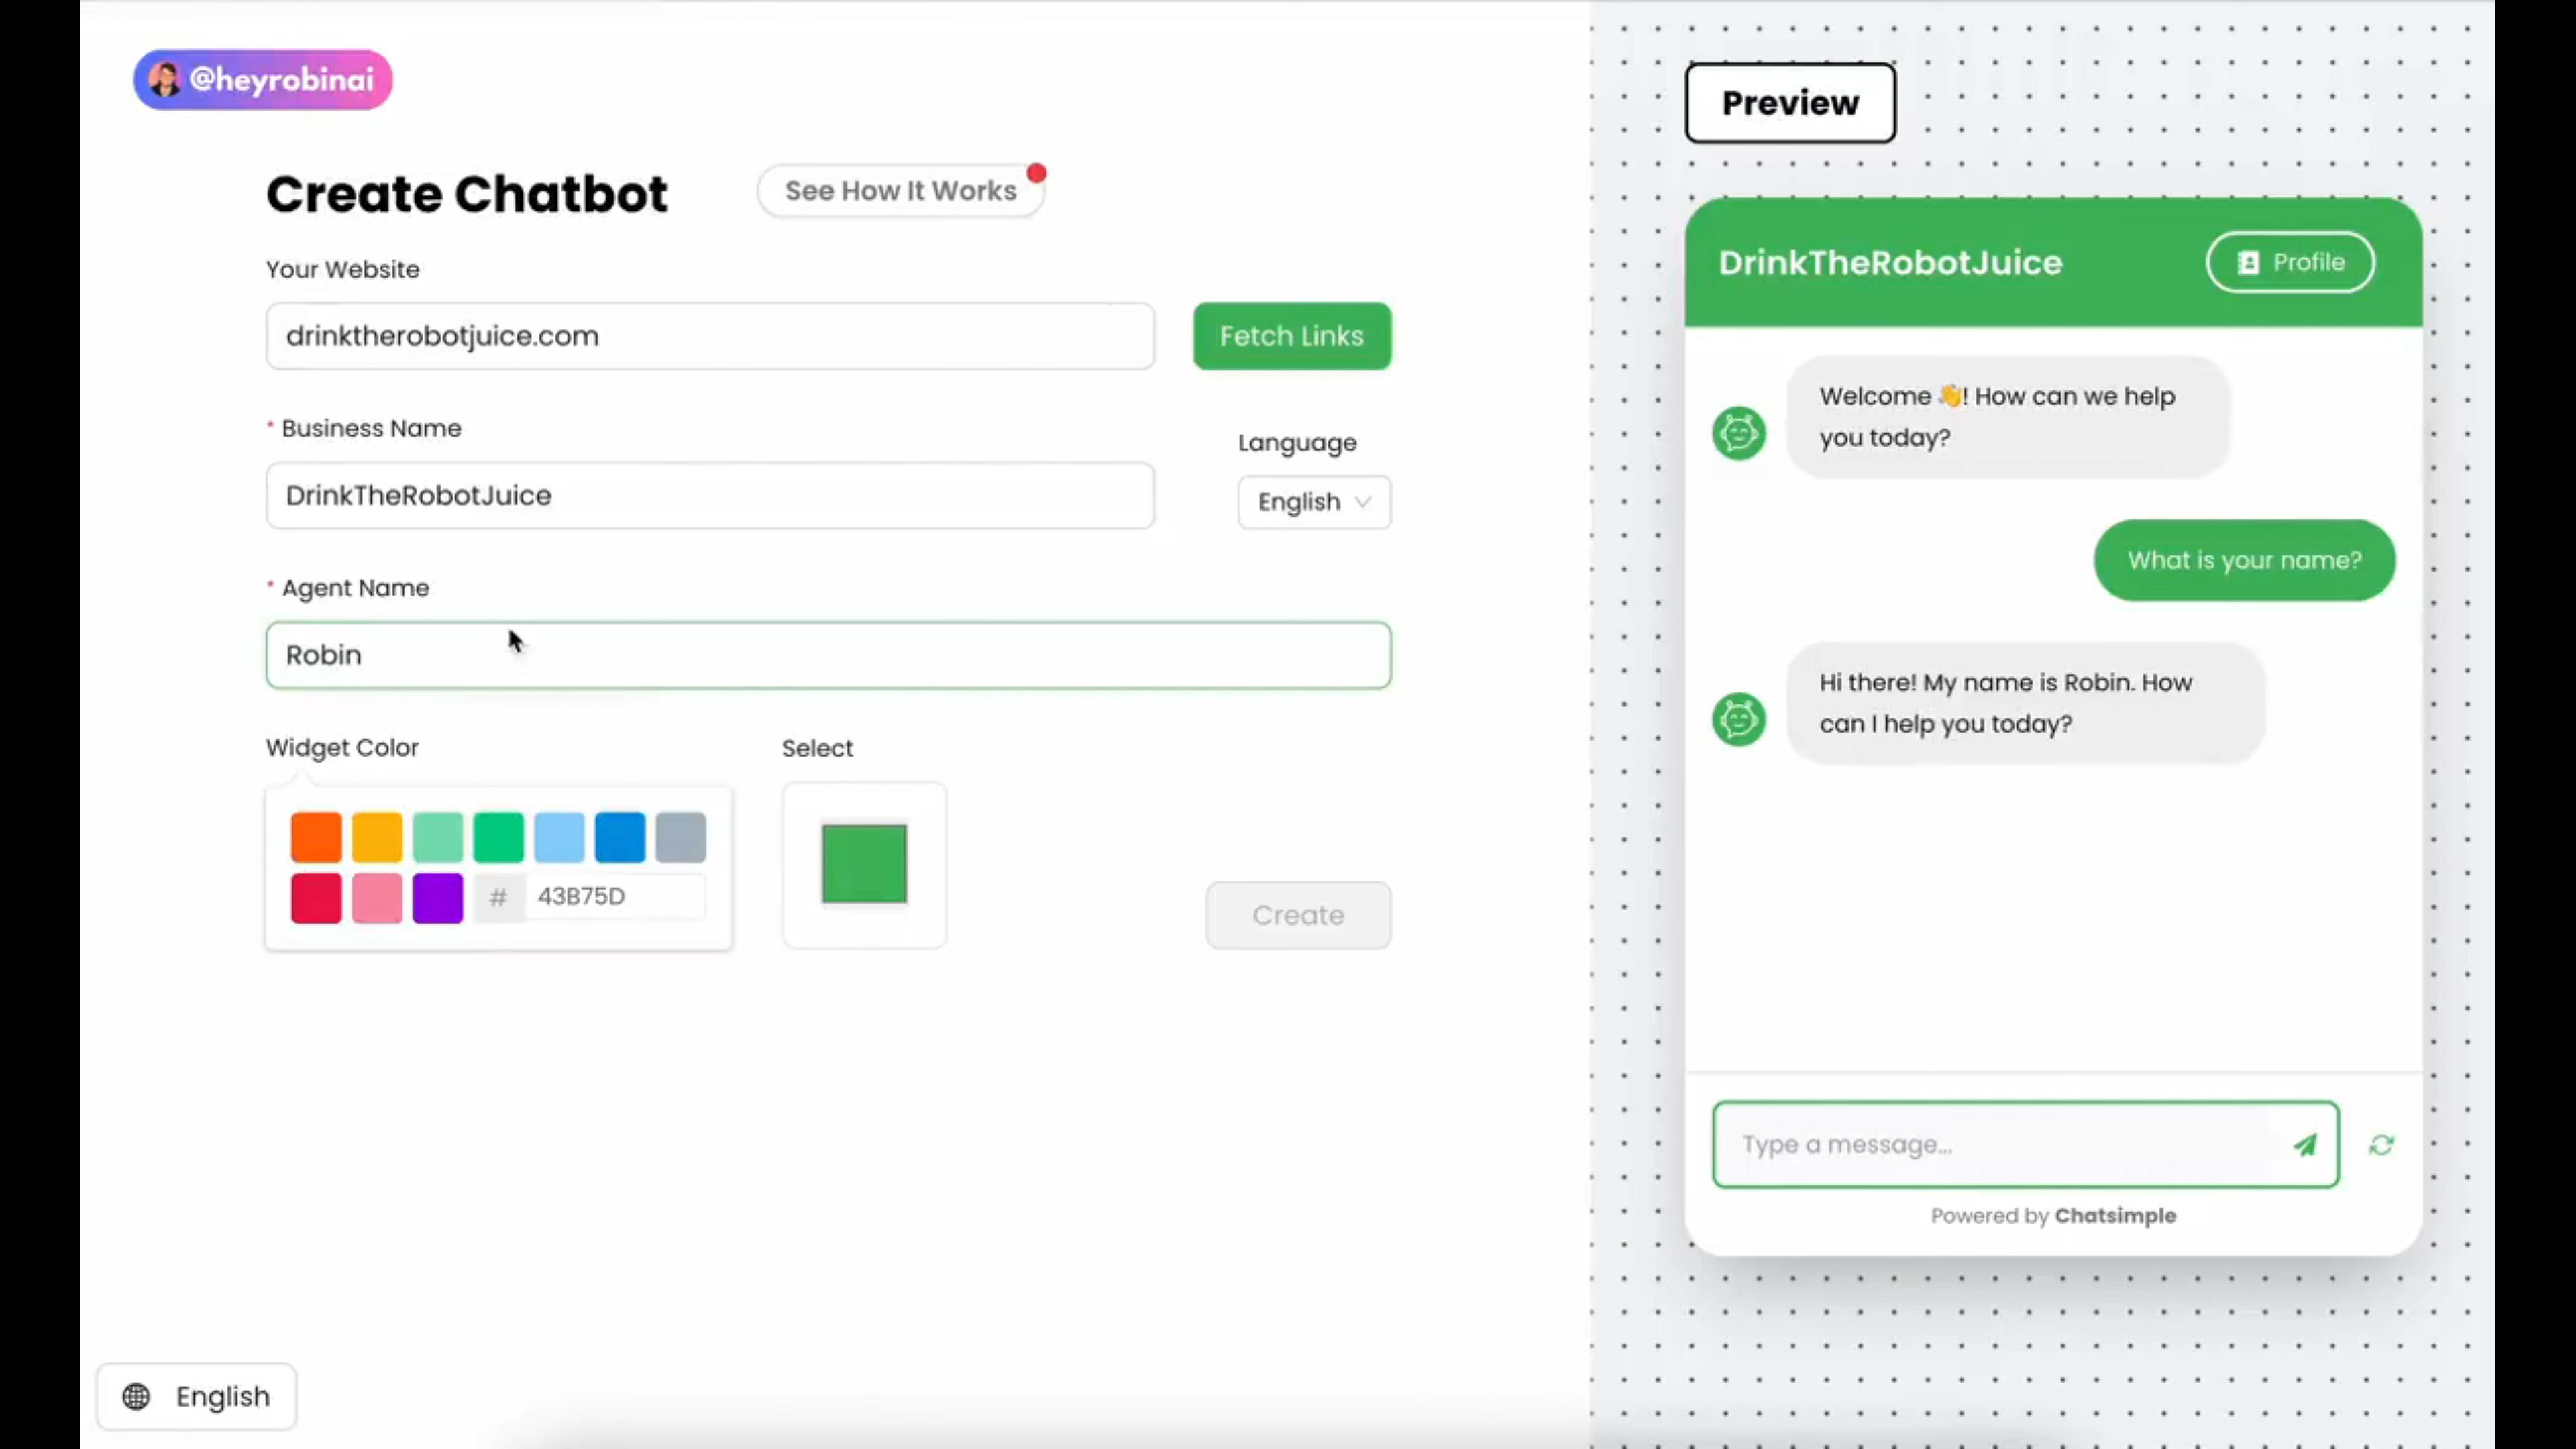 @heyrobinai
Create Chatbot
See How It Works
Your Website
drinktherobotjuice.com
Fetch Links
* Business Name
DrinkTheRobotJuice
Language
English
* Agent Name
Robin
Widget Color
Select
# 43B75D
Create
English
Preview
DrinkTheRobotJuice
Profile
Welcome 👋! How can we help
you today?
What is your name?
Hi there! My name is Robin. How
can I help you today?
Type a message...
Powered by Chatsimple